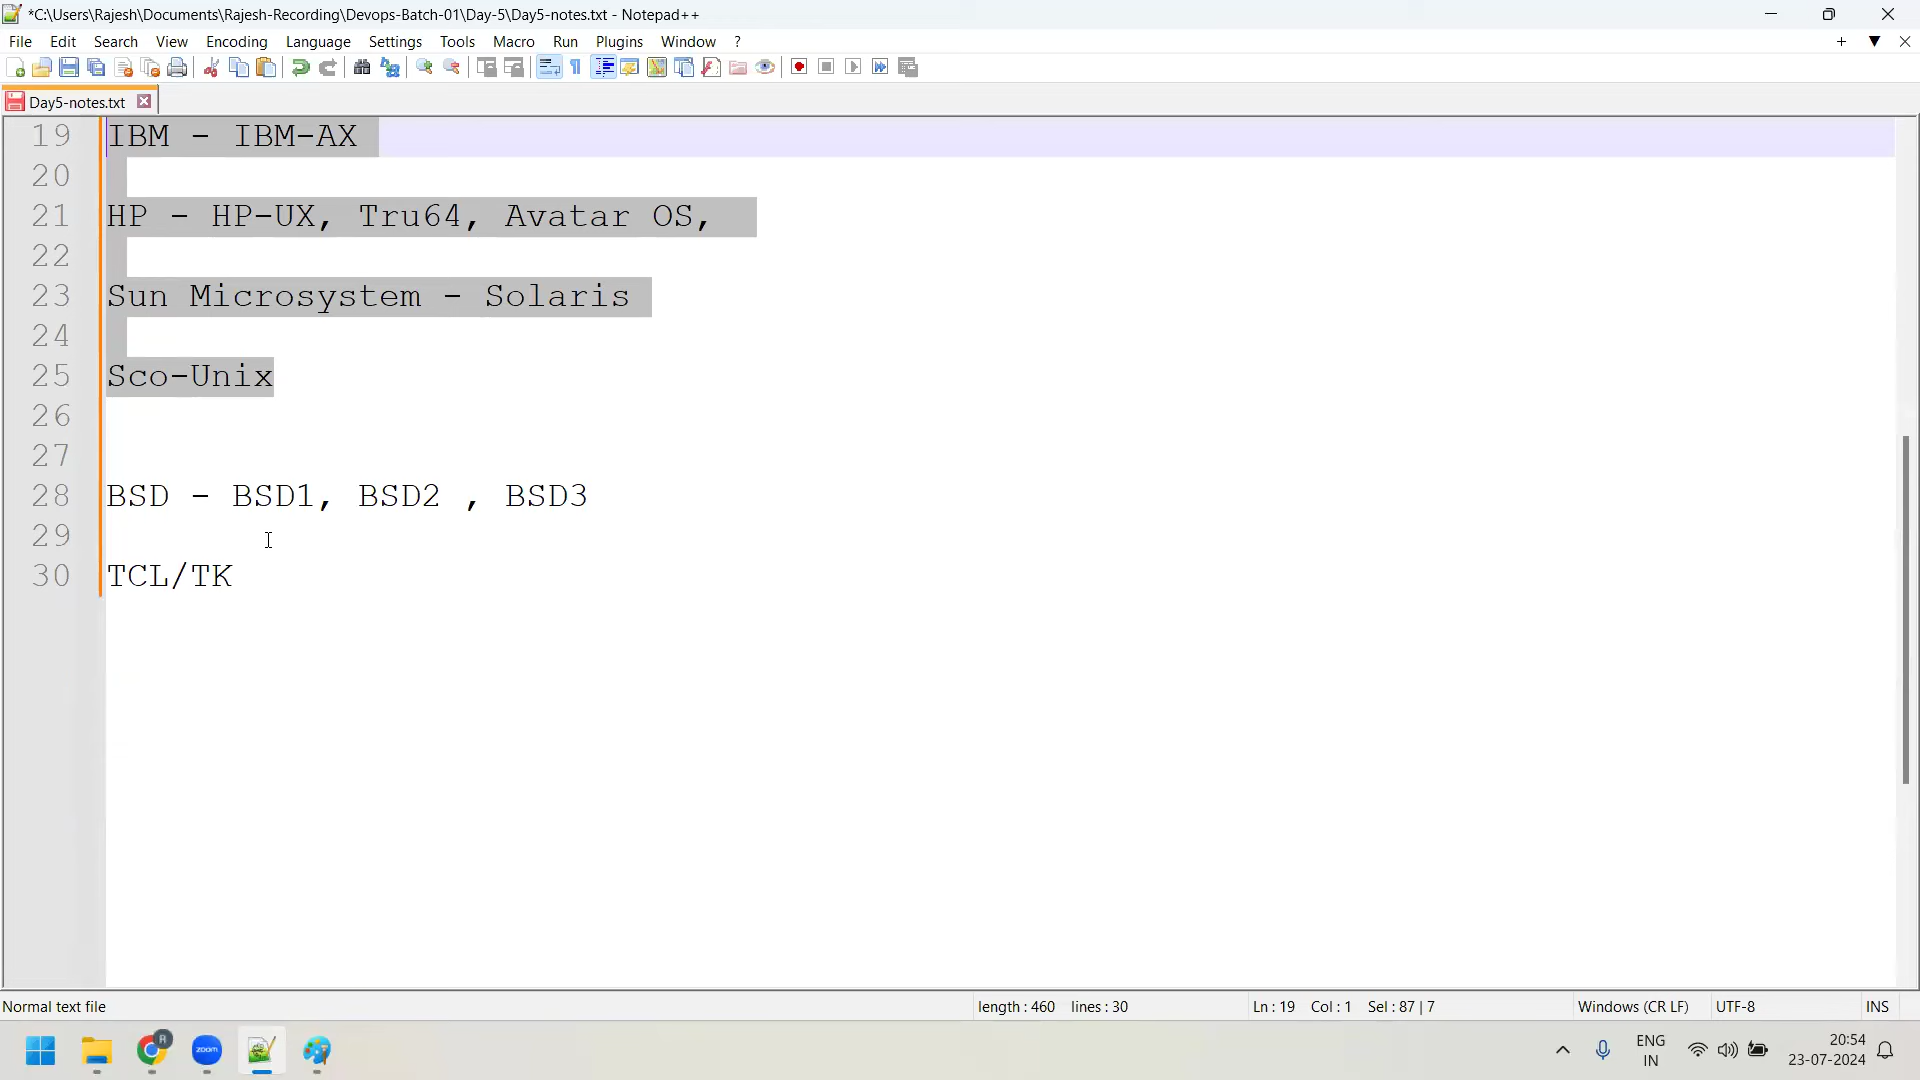 *C:\Users\Rajesh\Documents\Rajesh-Recording\Devops-Batch-01\Day-5\Day5-notes.txt - Notepad++
File Edit Search View Encoding Language Settings Tools Macro Run Plugins Window ?
Day5-notes.txt
19 IBM - IBM-AX
20
21 HP - HP-UX, Tru64, Avatar OS,
22
23 Sun Microsystem - Solaris
24
25 Sco-Unix
26
27
28 BSD - BSD1, BSD2 , BSD3
29
30 TCL/TK
Normal text file length : 460 lines : 30 Ln : 19 Col : 1 Sel : 87 | 7 Windows (CR LF) UTF-8 INS
R
zoom
ENG
IN
20:54
23-07-2024